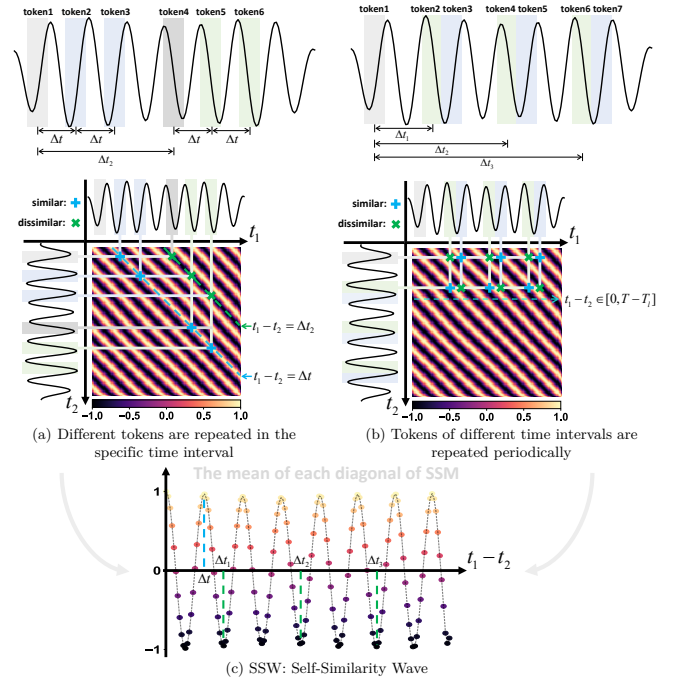 token1 token2 token3 token4 token5 token6
Δt Δt Δt Δt
Δt₂
token1 token2 token3 token4 token5 token6 token7
Δt₁
Δt₂
Δt₃
similar:
dissimilar:
t₁
t₁ − t₂ = Δt₂
t₁ − t₂ = Δt
t₂
−1.0 −0.5 0.0 0.5 1.0
similar:
dissimilar:
t₁
t₁ − t₂ ∈ [0, T − Tₗ]
t₂
−1.0 −0.5 0.0 0.5 1.0
(a) Different tokens are repeated in the
specific time interval
(b) Tokens of different time intervals are
repeated periodically
The mean of each diagonal of SSM
1
0
−1
Δt Δt₁ Δt₂ Δt₃
t₁ − t₂
(c) SSW: Self-Similarity Wave